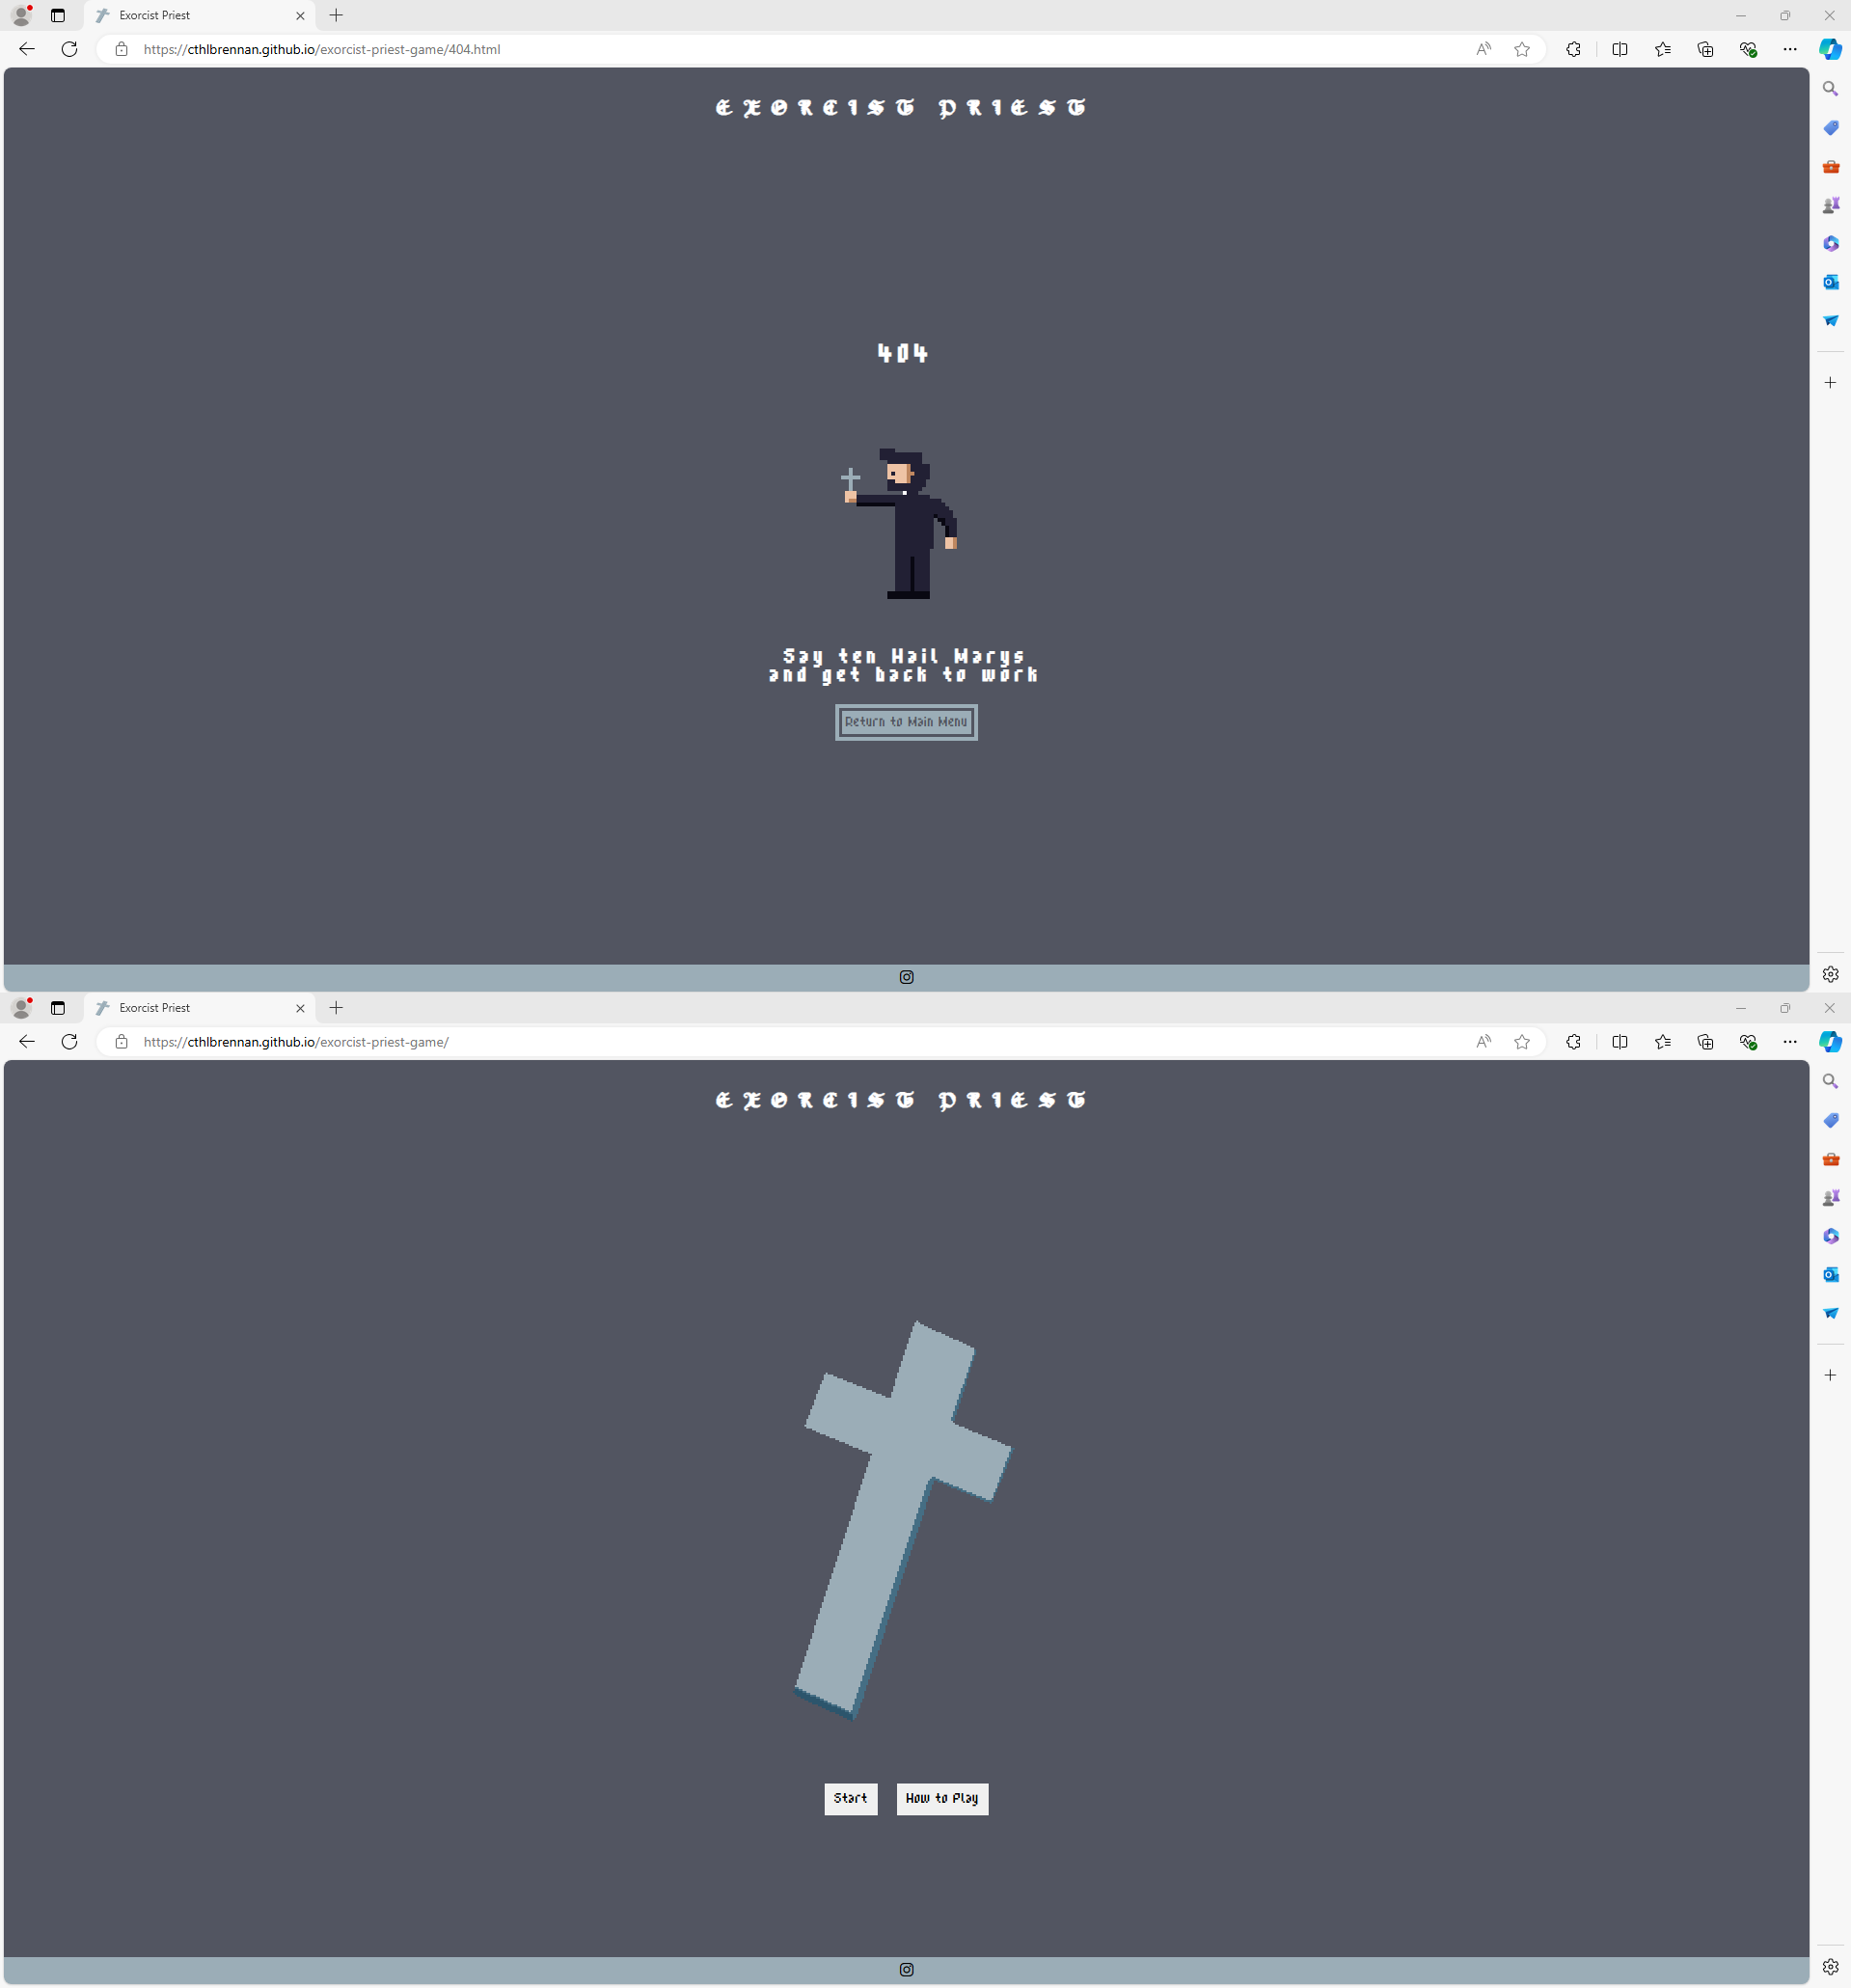 Exorcist Priest
https://cthlbrennan.github.io/exorcist-priest-game/404.html
EXORCIST PRIEST
404
Say ten Hail Marys
and get back to work
Return to Main Menu
Exorcist Priest
https://cthlbrennan.github.io/exorcist-priest-game/
EXORCIST PRIEST
Start How to Play